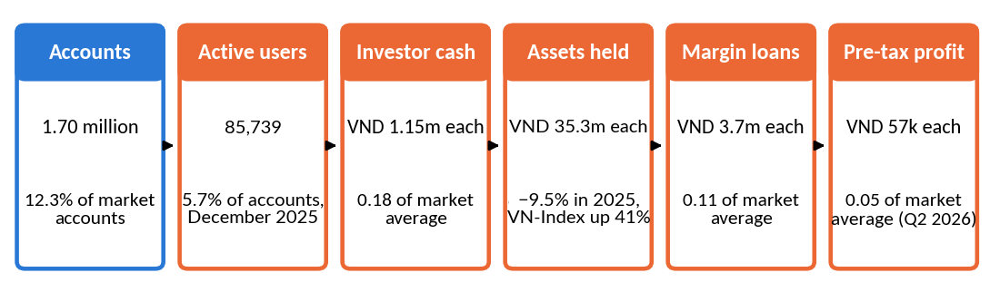 Accounts
1.70 million
12.3% of market
accounts
Active users
85,739
5.7% of accounts,
December 2025
Investor cash
VND 1.15m each
0.18 of market
average
Assets held
VND 35.3m each
−9.5% in 2025,
VN-Index up 41%
Margin loans
VND 3.7m each
0.11 of market
average
Pre-tax profit
VND 57k each
0.05 of market
average (Q2 2026)